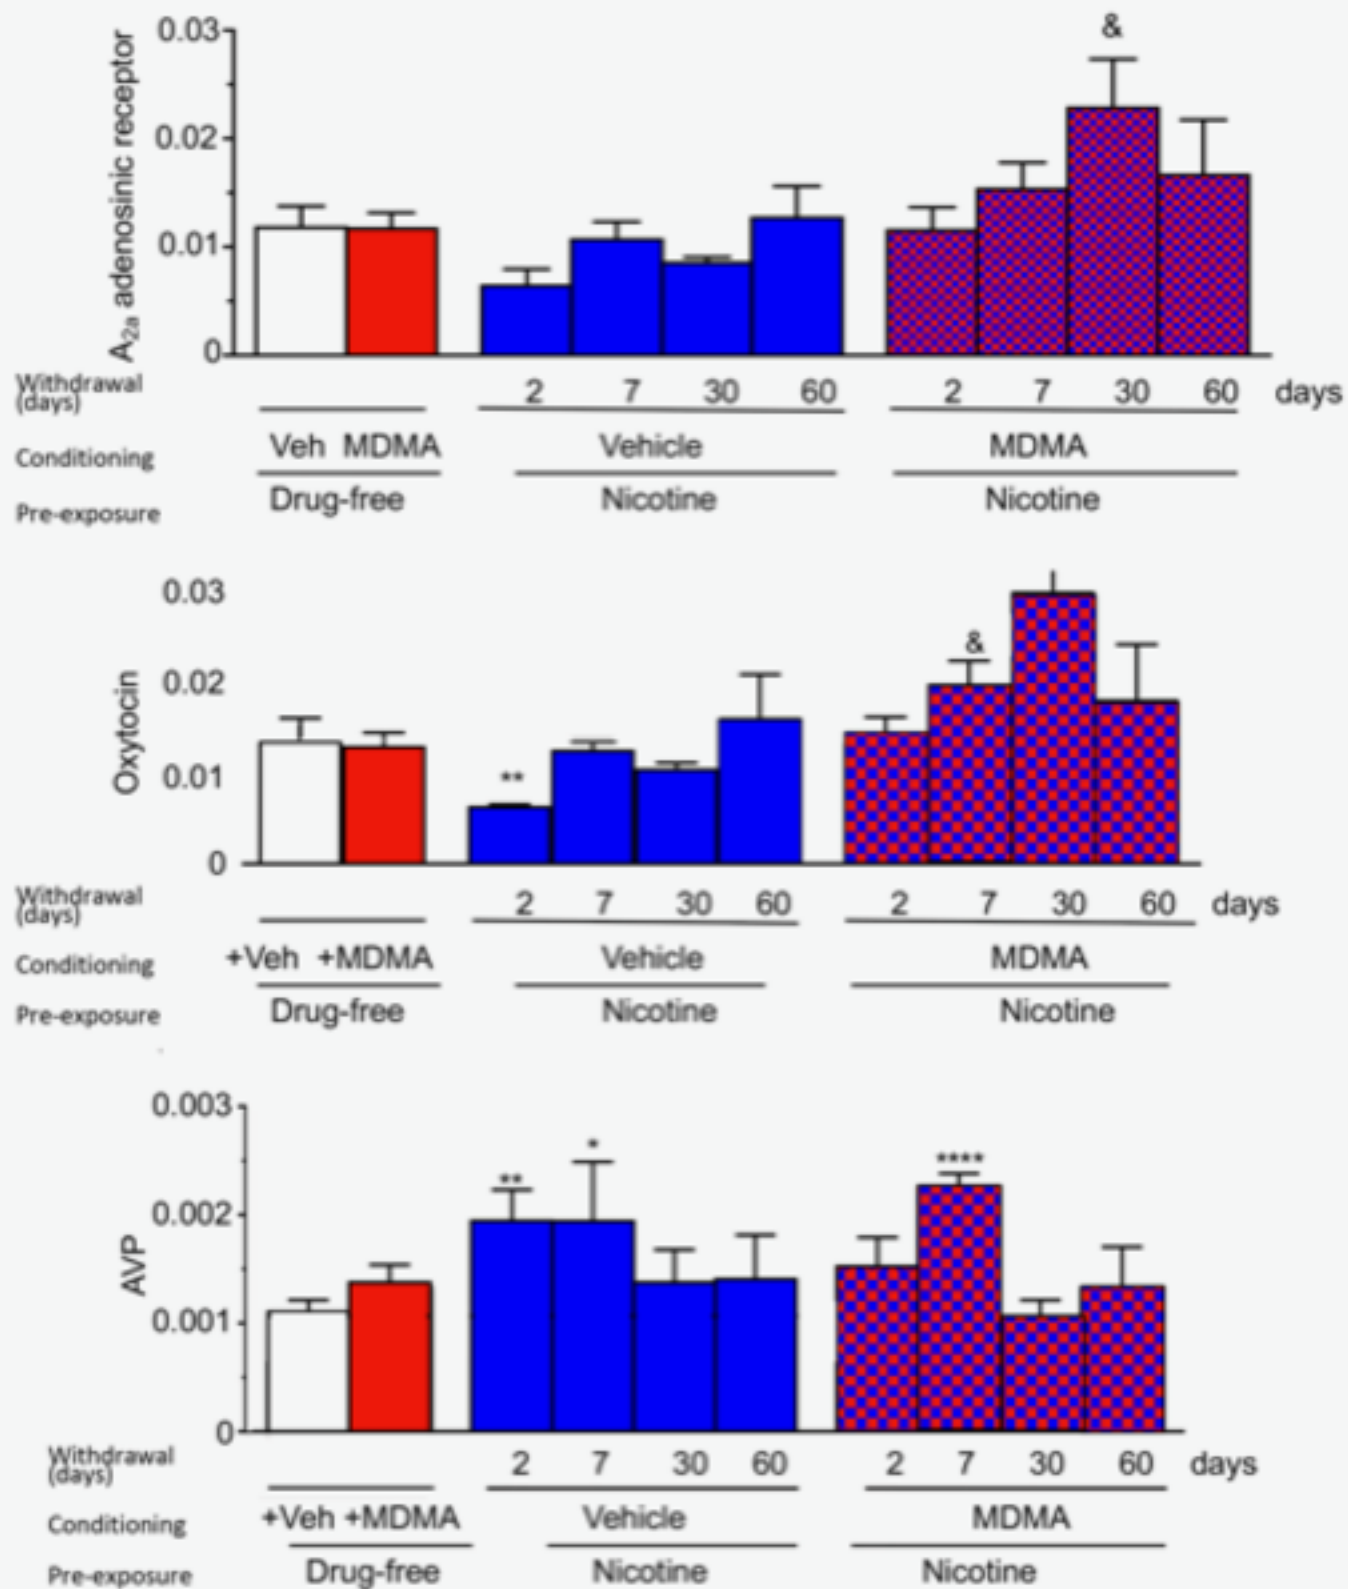 0.03
&
0.02
0.01
0
A2a adenosinic receptor
Withdrawal
(days)
2 7 30 60 2 7 30 60 days
Conditioning Veh MDMA Vehicle MDMA
Pre-exposure Drug-free Nicotine Nicotine
0.03
&
0.02
**
0.01
0
Oxytocin
Withdrawal
(days)
2 7 30 60 2 7 30 60 days
Conditioning +Veh +MDMA Vehicle MDMA
Pre-exposure Drug-free Nicotine Nicotine
0.003
** * ****
0.002
0.001
0
AVP
Withdrawal
(days)
2 7 30 60 2 7 30 60 days
Conditioning +Veh +MDMA Vehicle MDMA
Pre-exposure Drug-free Nicotine Nicotine